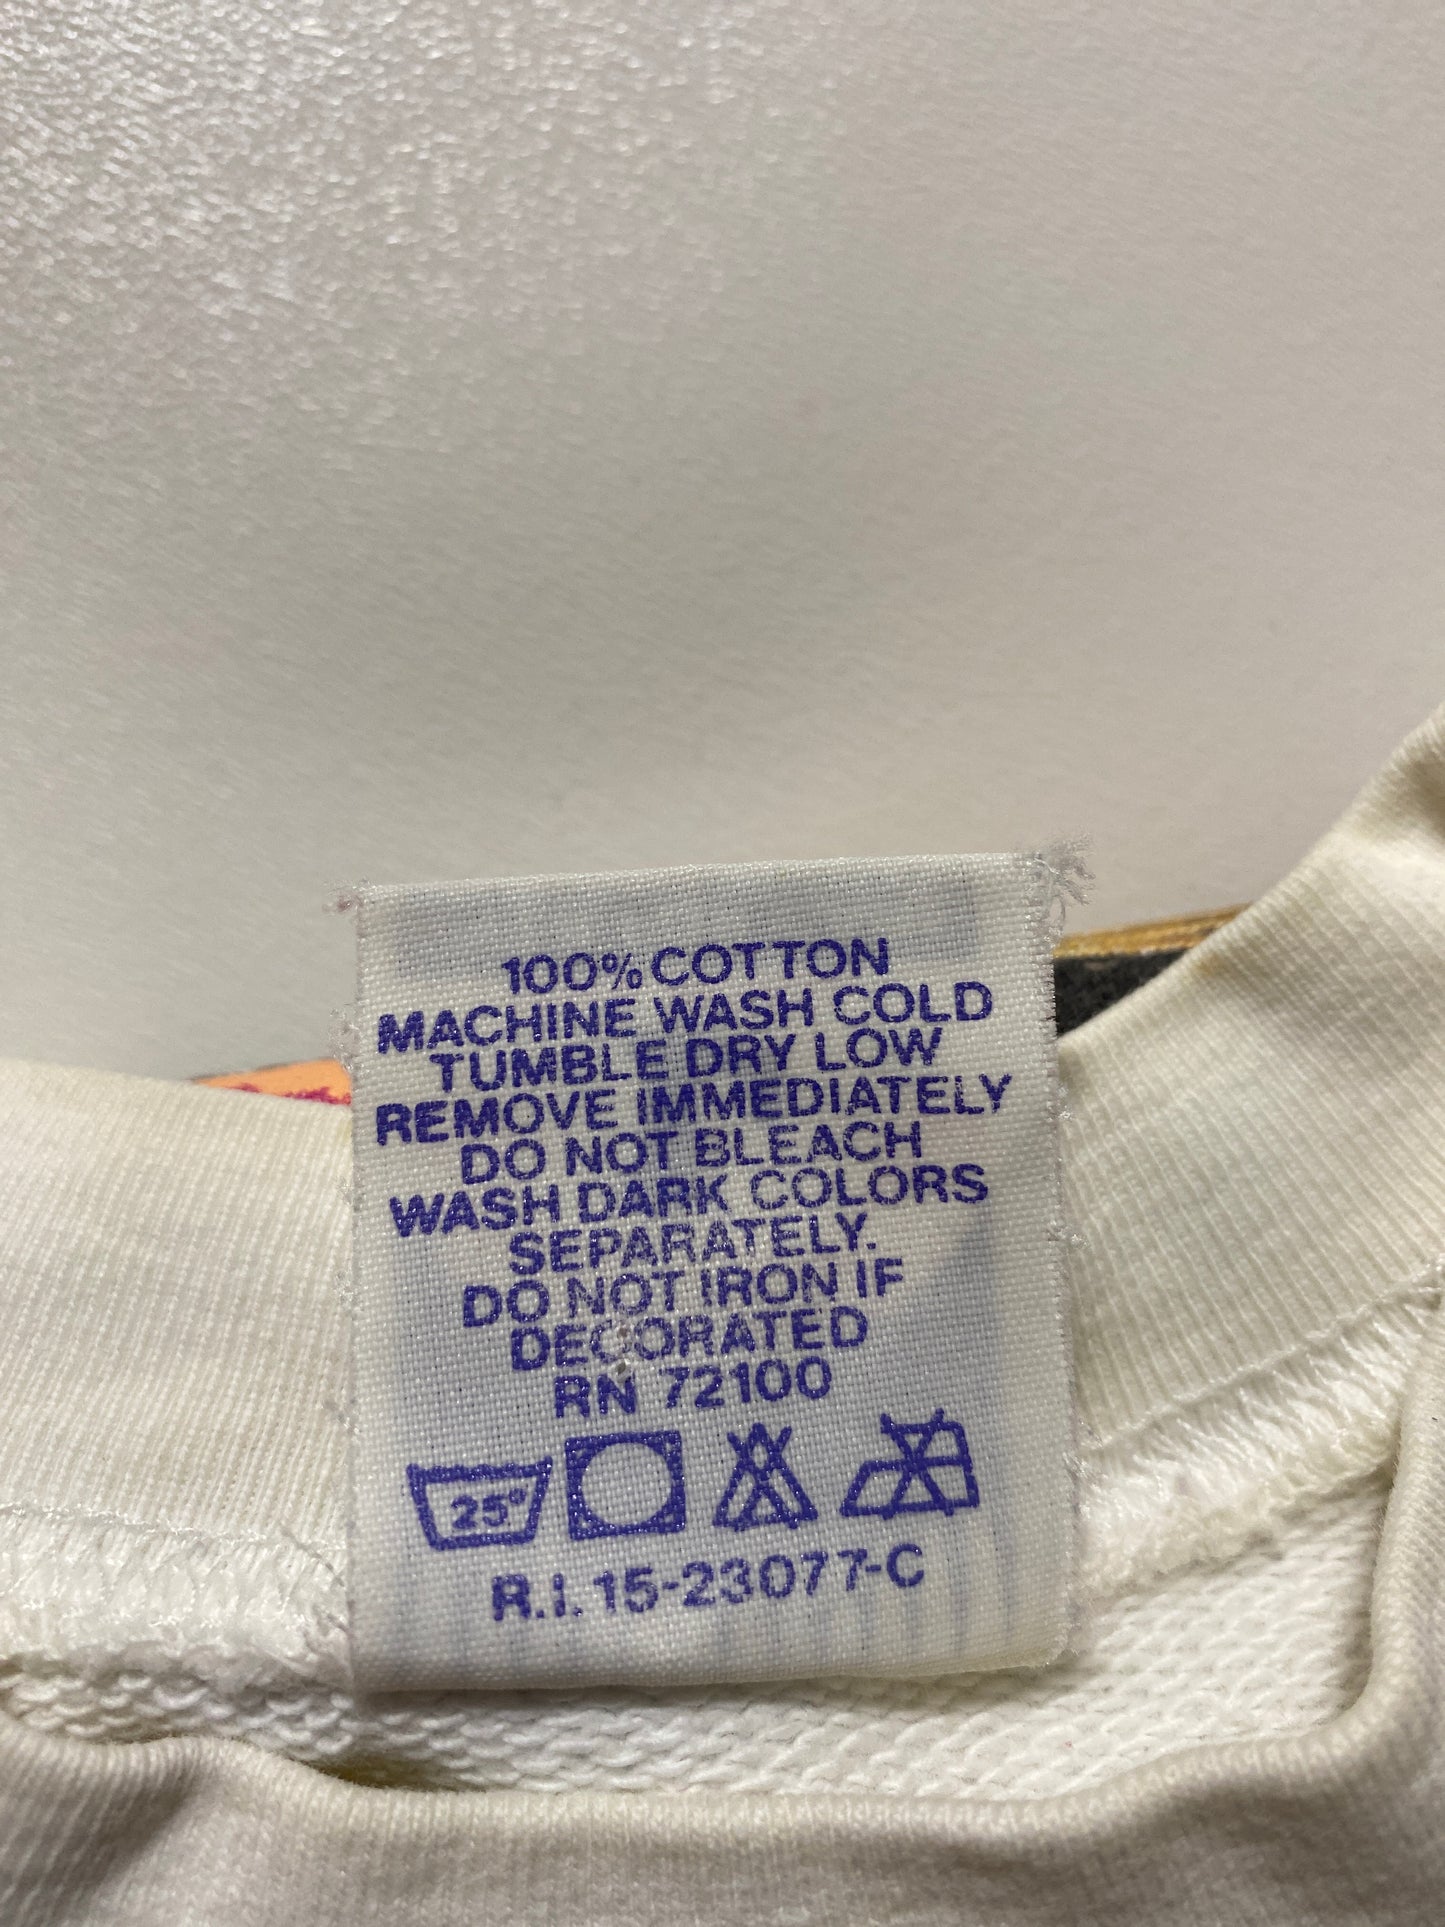 100% COTTON
MACHINE WASH COLD
TUMBLE DRY LOW
REMOVE IMMEDIATELY
DO NOT BLEACH
WASH DARK COLORS
SEPARATELY.
DO NOT IRON IF
DECORATED
RN 72100
25°
R.I. 15-23077-C